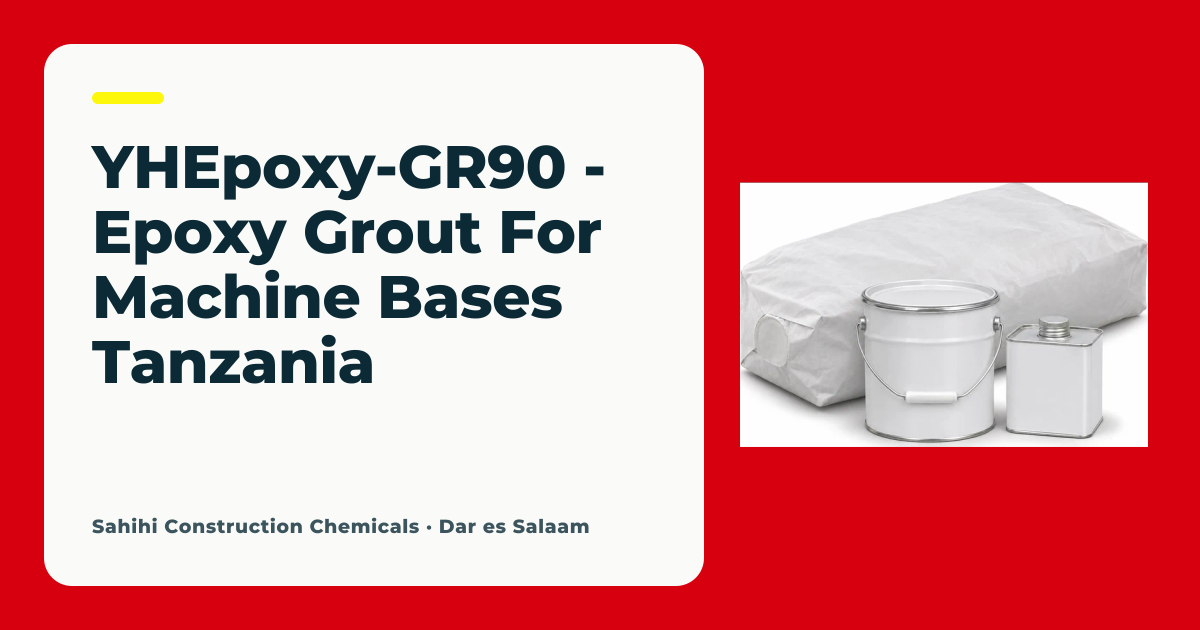 YHEpoxy-GR90 -
Epoxy Grout For
Machine Bases
Tanzania
Sahihi Construction Chemicals · Dar es Salaam